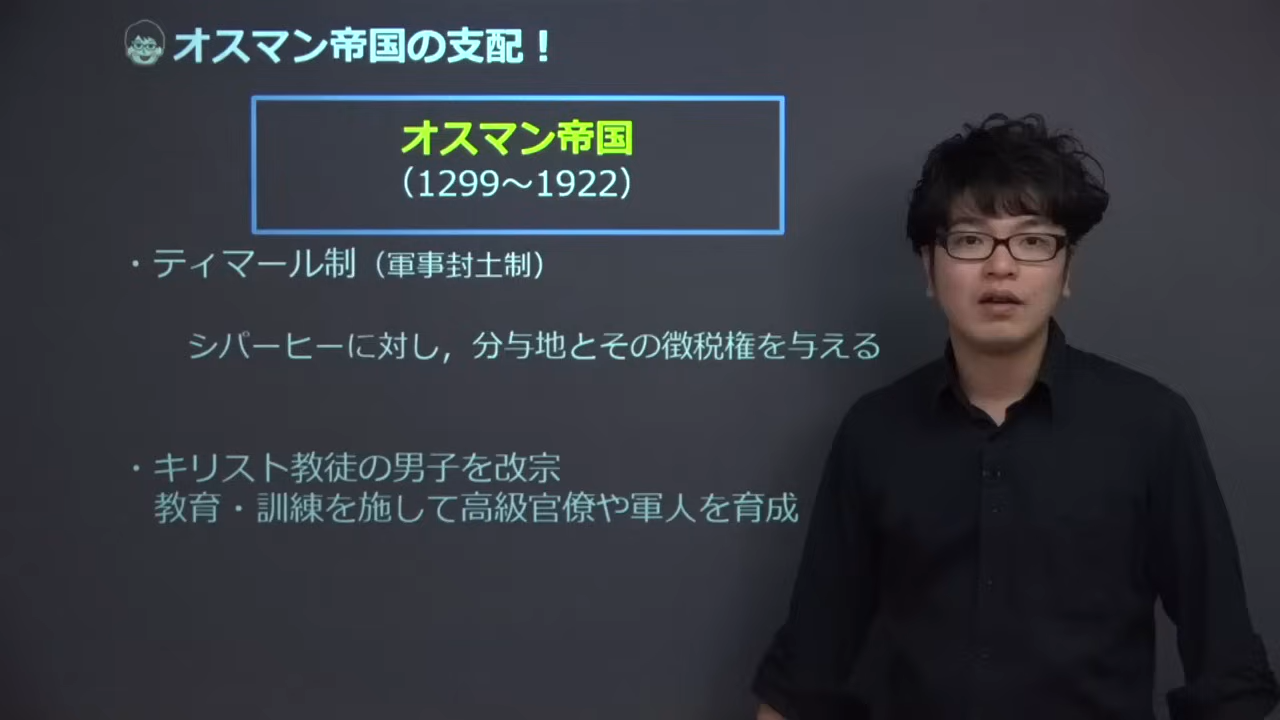 オスマン帝国の支配！
オスマン帝国
（1299～1922）
・ティマール制（軍事封土制）
シパーヒーに対し，分与地とその徴税権を与える
・キリスト教徒の男子を改宗
教育・訓練を施して高級官僚や軍人を育成